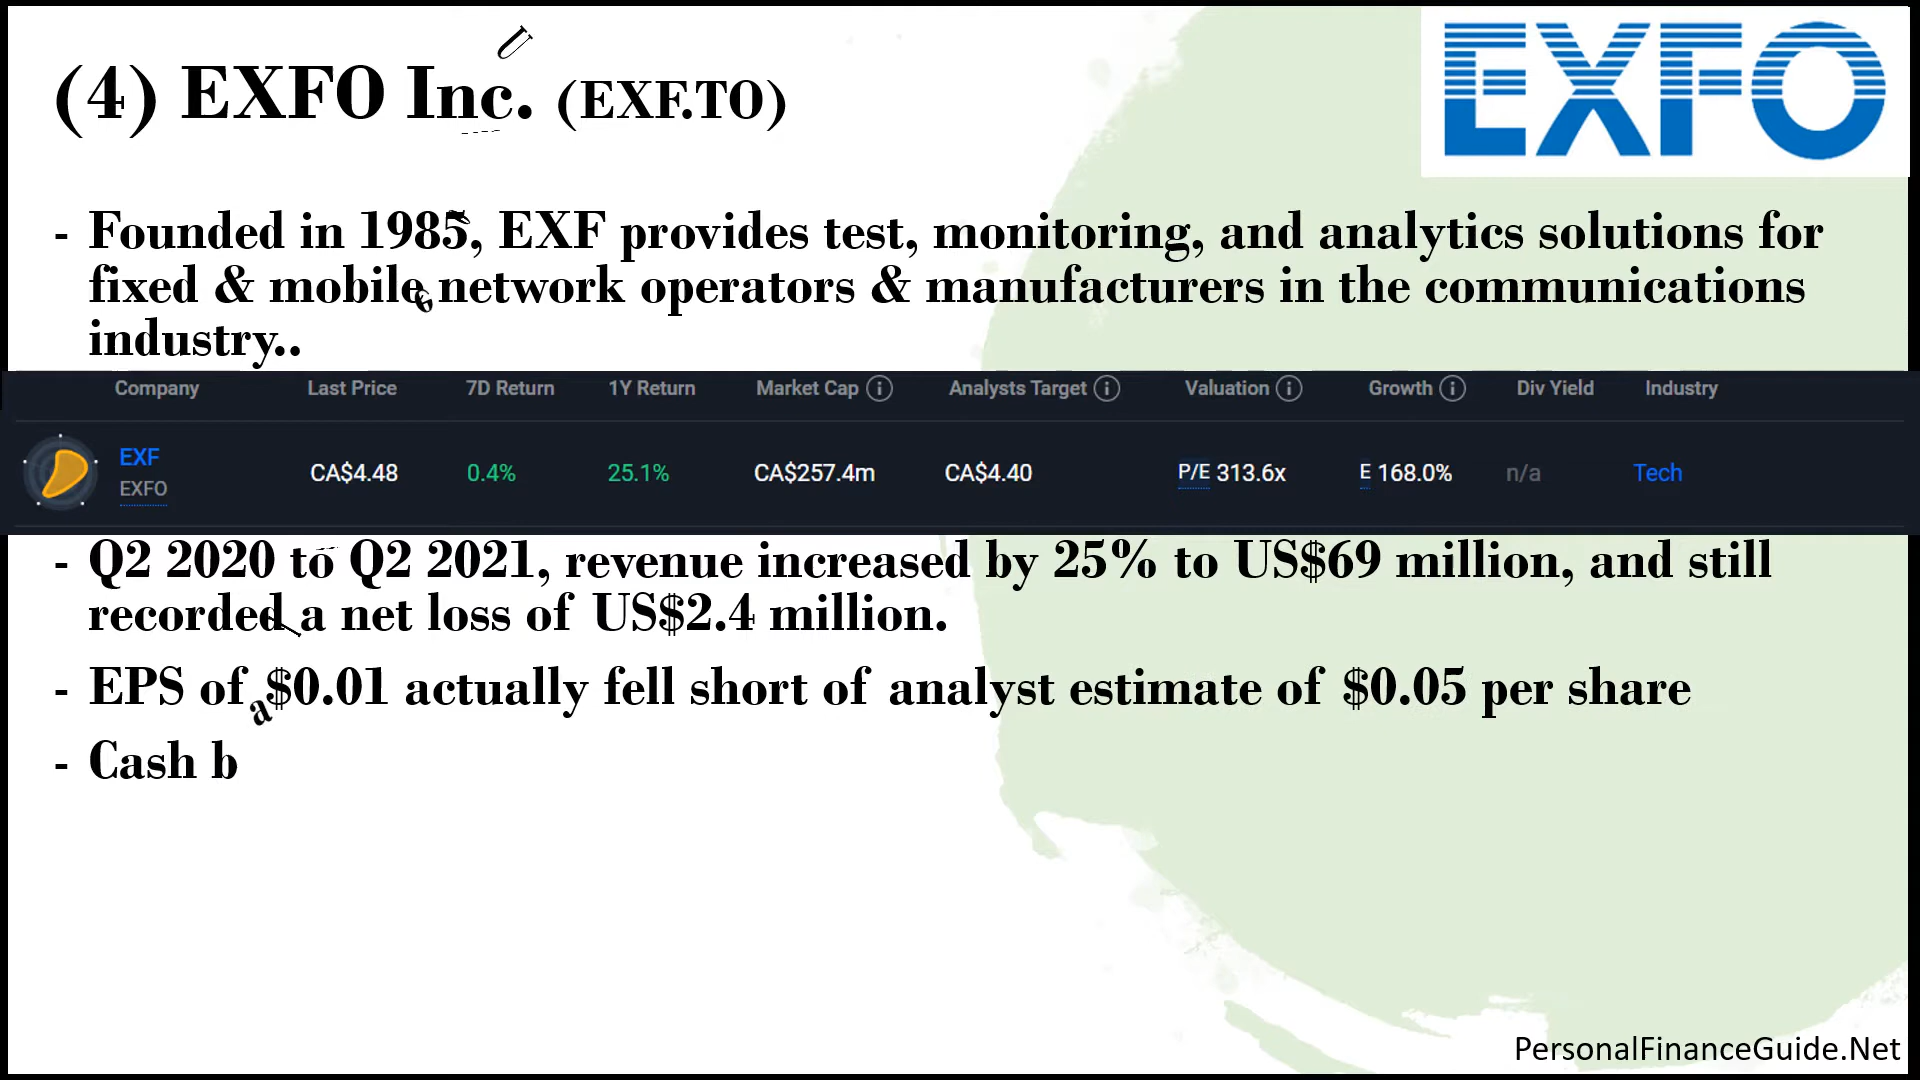 (4) EXFO Inc. (EXF.TO)
EXFO
- Founded in 1985, EXF provides test, monitoring, and analytics solutions for
fixed & mobile network operators & manufacturers in the communications
industry..
Company Last Price 7D Return 1Y Return Market Cap Analysts Target Valuation Growth Div Yield Industry
EXF
EXFO
CA$4.48 0.4% 25.1% CA$257.4m CA$4.40 P/E 313.6x E 168.0% n/a Tech
- Q2 2020 to Q2 2021, revenue increased by 25% to US$69 million, and still
recorded a net loss of US$2.4 million.
- EPS of $0.01 actually fell short of analyst estimate of $0.05 per share
- Cash b
PersonalFinanceGuide.Net